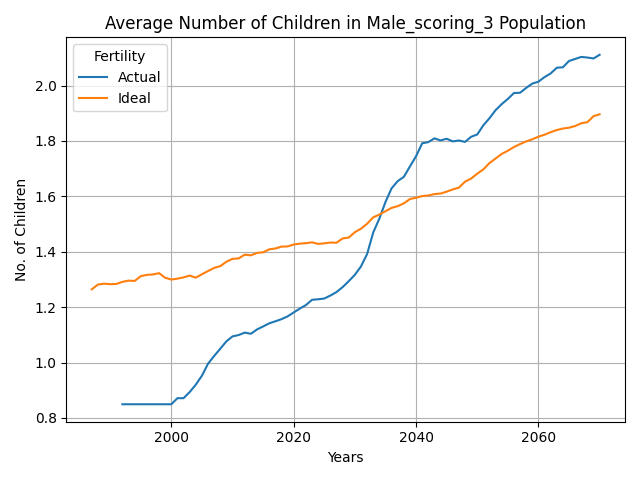 Average Number of Children in Male_scoring_3 Population
Fertility
Actual
Ideal
No. of Children
2.0
1.8
1.6
1.4
1.2
1.0
0.8
2000
2020
2040
2060
Years